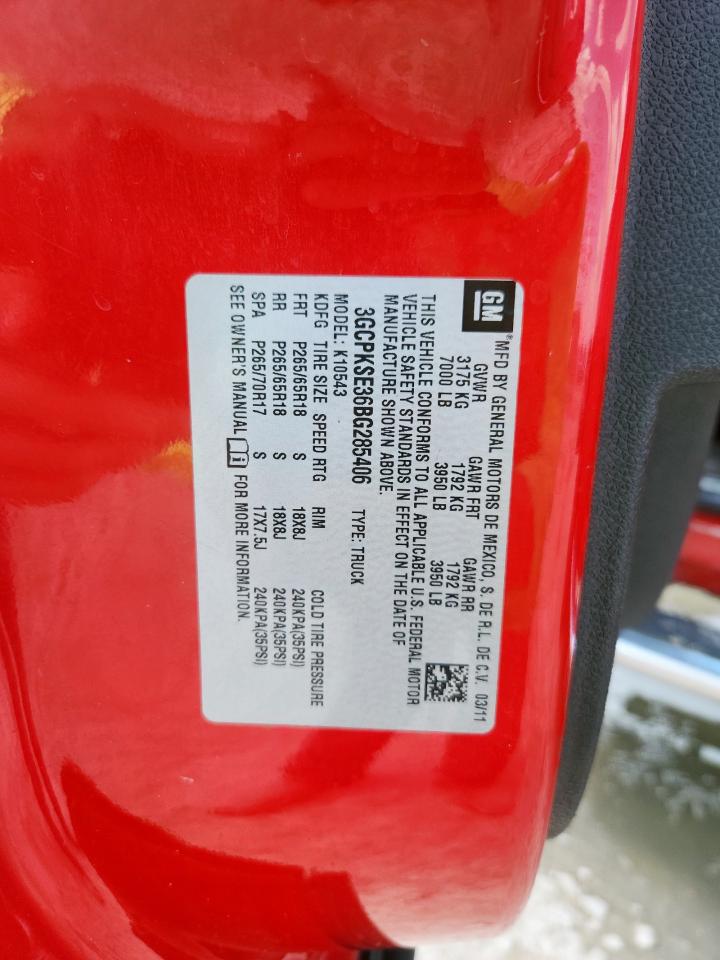 GM ® MFD BY GENERAL MOTORS DE MEXICO, S. DE R.L. DE C.V. 03/11
GVWR GAWR FRT GAWR RR
3175 KG 1792 KG 1792 KG
7000 LB 3950 LB 3950 LB
THIS VEHICLE CONFORMS TO ALL APPLICABLE U.S. FEDERAL MOTOR
VEHICLE SAFETY STANDARDS IN EFFECT ON THE DATE OF
MANUFACTURE SHOWN ABOVE.
3GCPKSE36BG285406 TYPE: TRUCK
MODEL: K10543
KDFG TIRE SIZE SPEED RTG RIM COLD TIRE PRESSURE
FRT P265/65R18 S 18X8J 240KPA(35PSI)
RR P265/65R18 S 18X8J 240KPA(35PSI)
SPA P265/70R17 S 17X7.5J 240KPA(35PSI)
SEE OWNER'S MANUAL i FOR MORE INFORMATION.